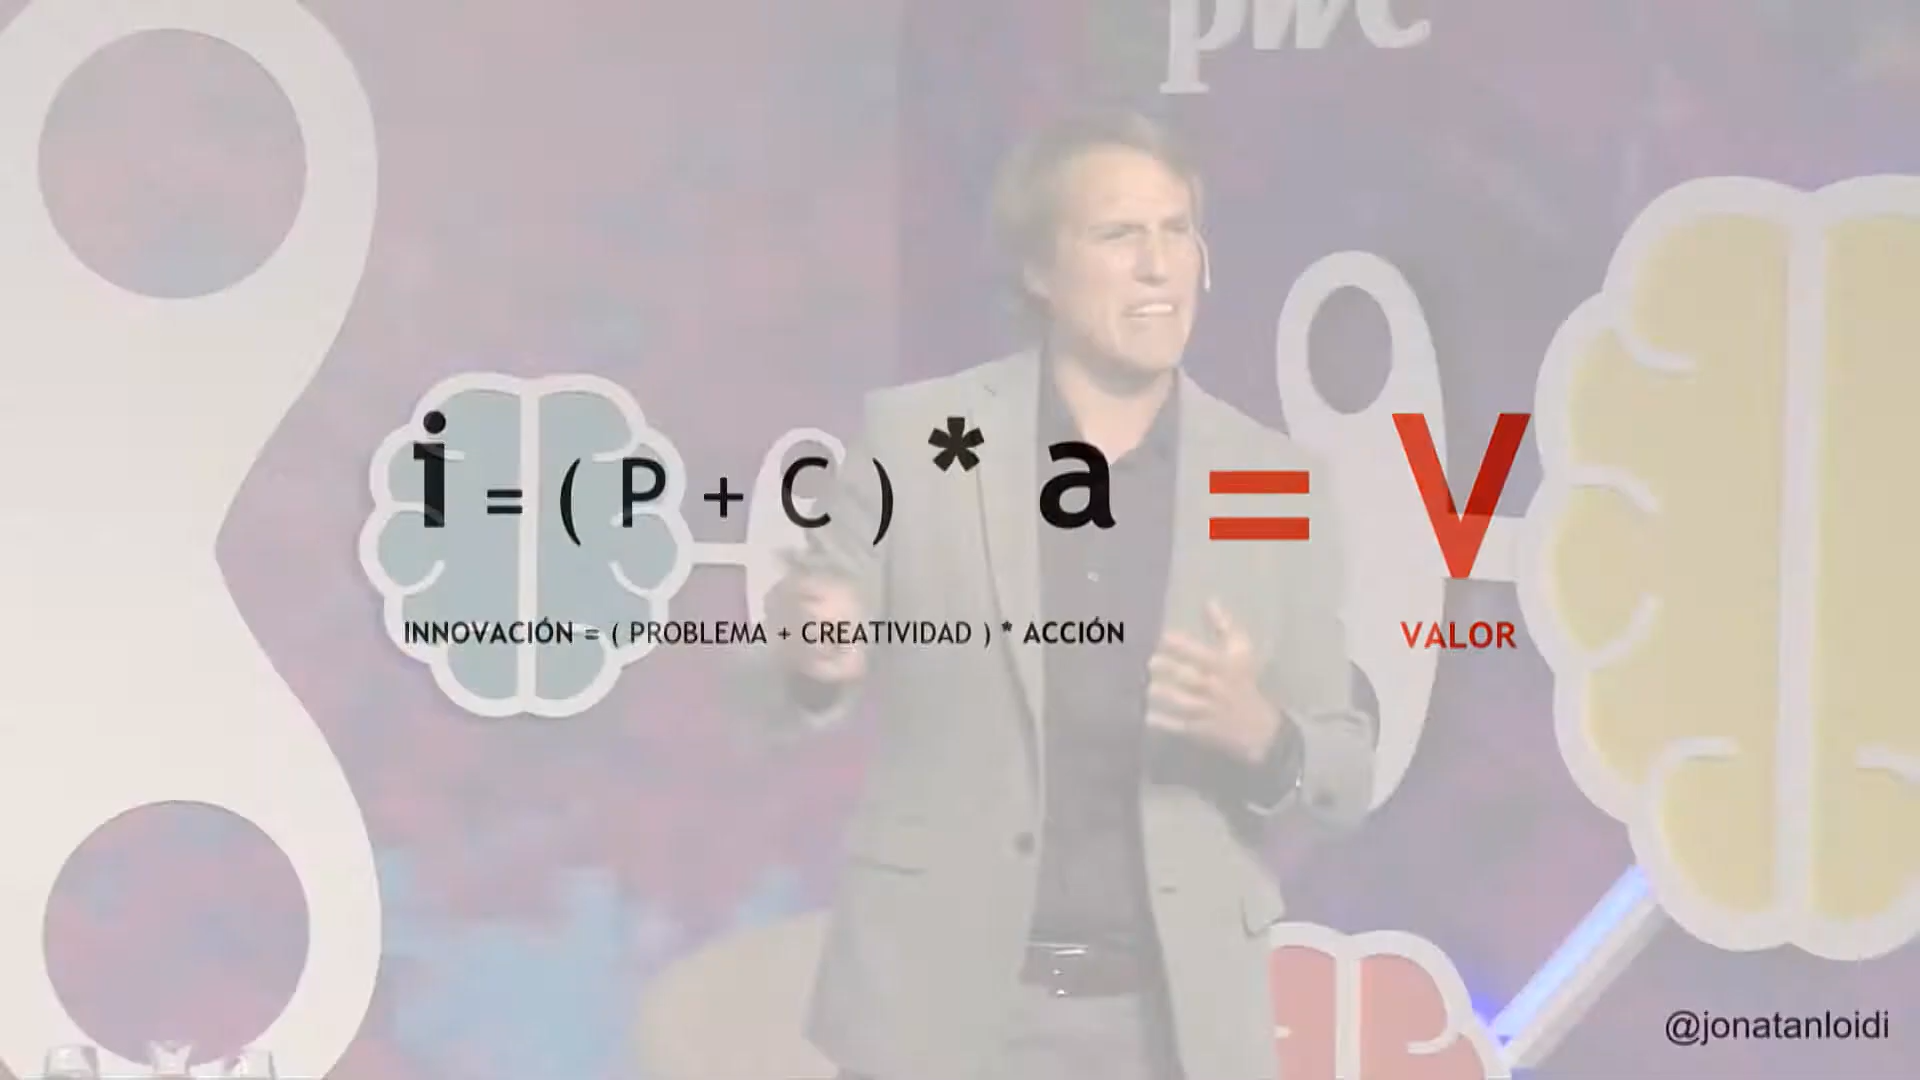 pwc
i = ( P + C ) * a = V
INNOVACIÓN = ( PROBLEMA + CREATIVIDAD ) * ACCIÓN VALOR
@jonatanloidi